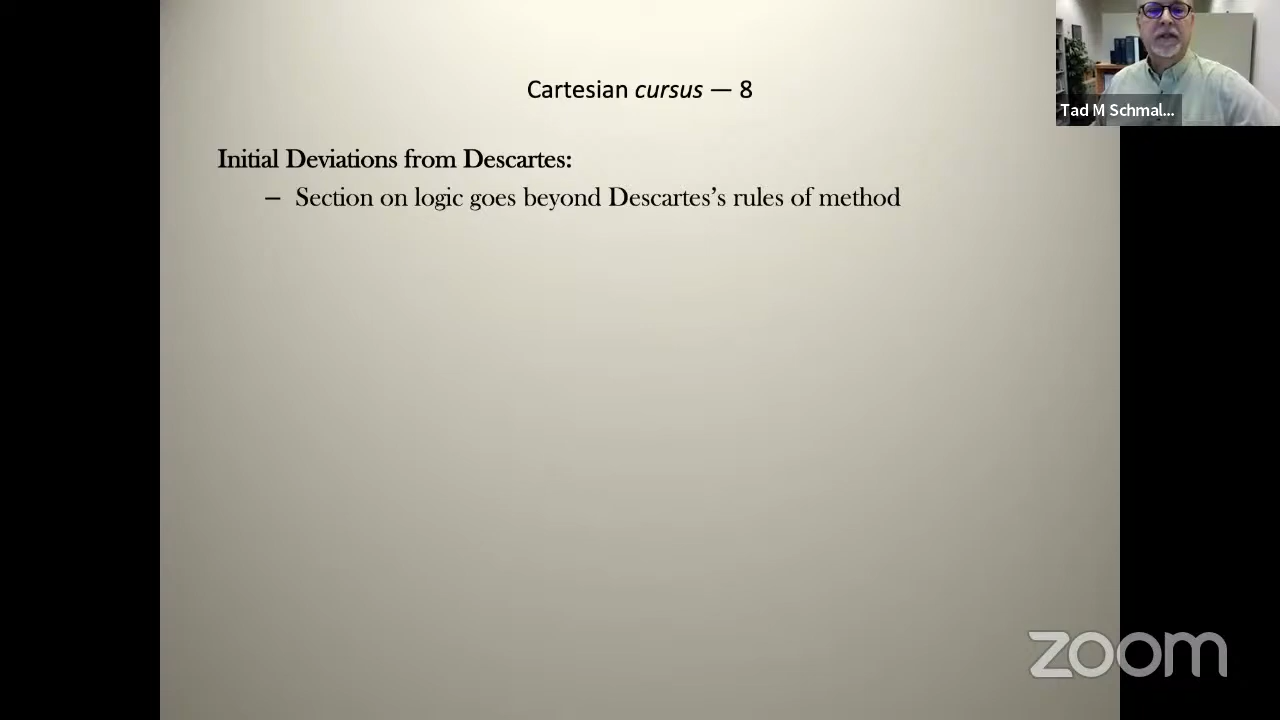 Cartesian cursus — 8
Tad M Schmal...
Initial Deviations from Descartes:
– Section on logic goes beyond Descartes’s rules of method
zoom